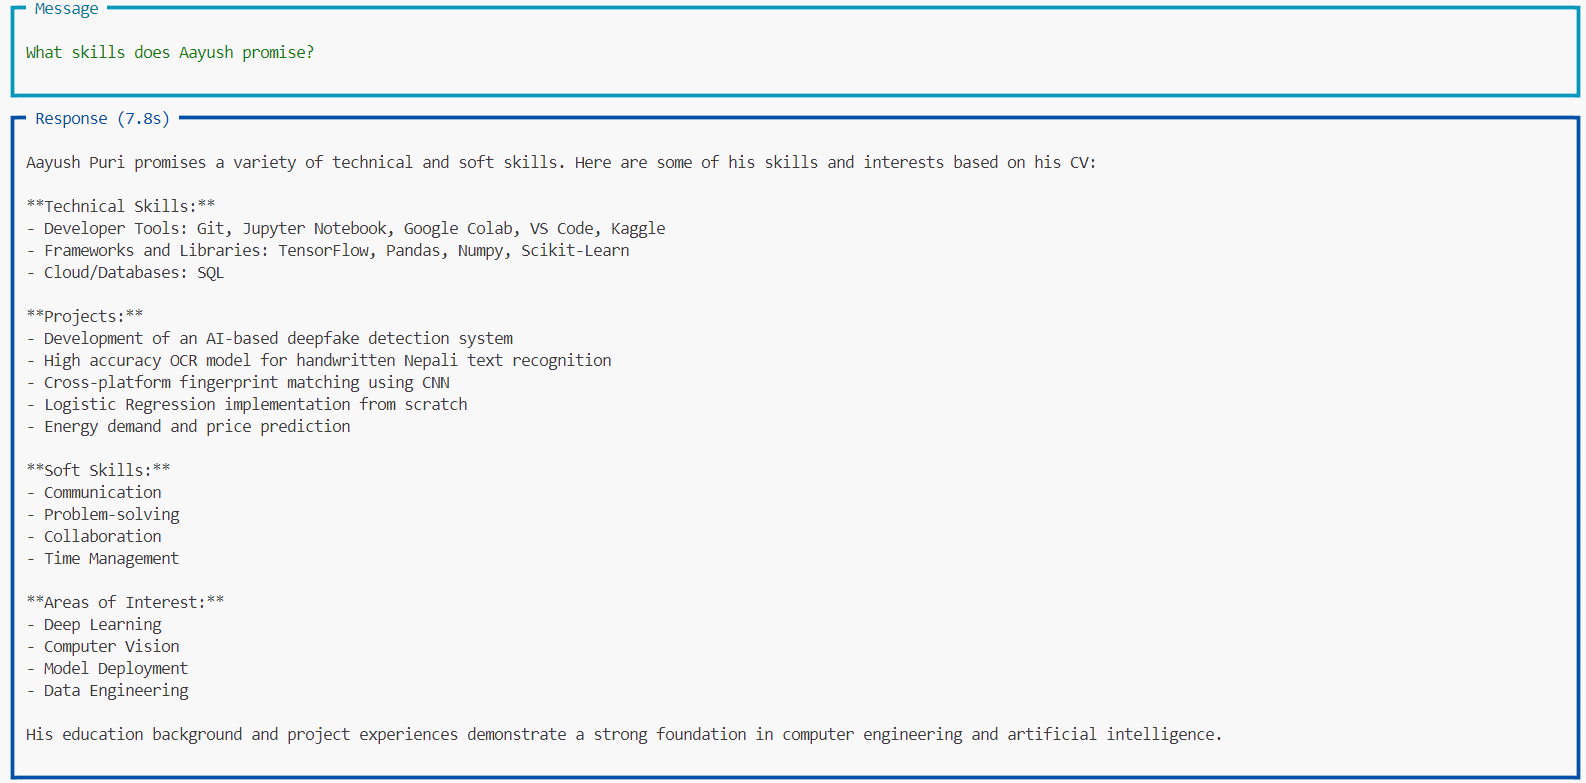 Message
What skills does Aayush promise?
Response (7.8s)
Aayush Puri promises a variety of technical and soft skills. Here are some of his skills and interests based on his CV:
**Technical Skills:**
- Developer Tools: Git, Jupyter Notebook, Google Colab, VS Code, Kaggle
- Frameworks and Libraries: TensorFlow, Pandas, Numpy, Scikit-Learn
- Cloud/Databases: SQL
**Projects:**
- Development of an AI-based deepfake detection system
- High accuracy OCR model for handwritten Nepali text recognition
- Cross-platform fingerprint matching using CNN
- Logistic Regression implementation from scratch
- Energy demand and price prediction
**Soft Skills:**
- Communication
- Problem-solving
- Collaboration
- Time Management
**Areas of Interest:**
- Deep Learning
- Computer Vision
- Model Deployment
- Data Engineering
His education background and project experiences demonstrate a strong foundation in computer engineering and artificial intelligence.